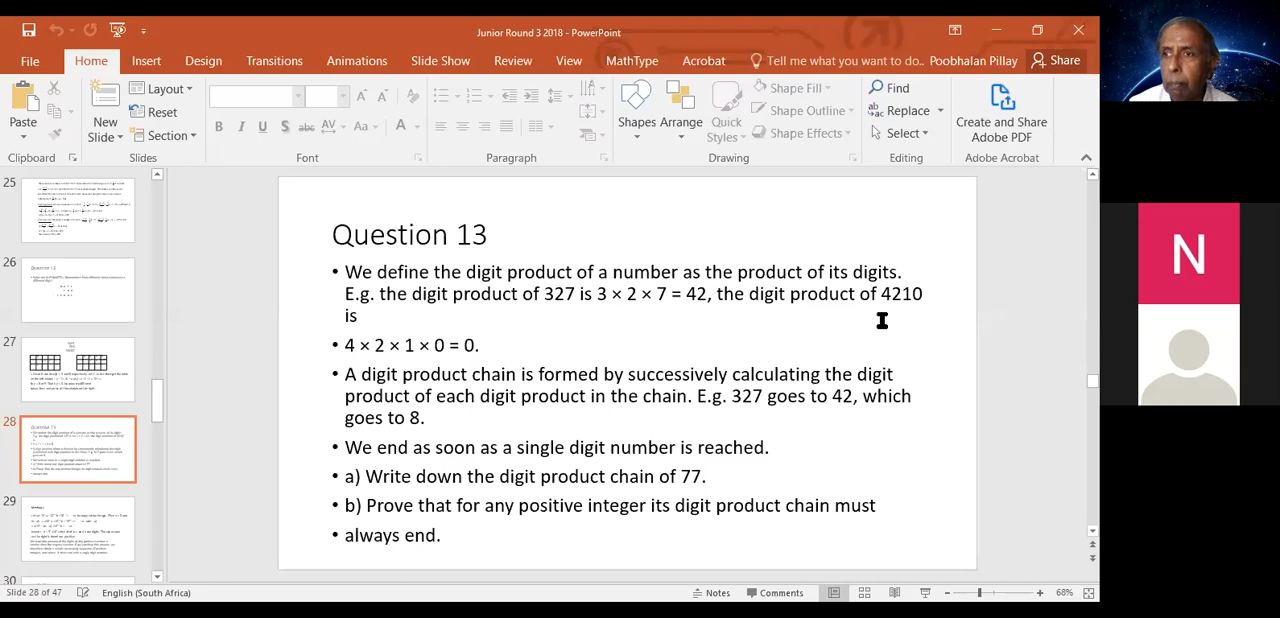 Junior Round 3 2018 - PowerPoint
File Home Insert Design Transitions Animations Slide Show Review View MathType Acrobat Tell me what you want to do... Poobhalan Pillay Share
Paste
Clipboard
New
Slide
Layout
Reset
Section
Slides
B I U S abc AV Aa A
Font
Paragraph
Shapes Arrange Quick
Styles
Shape Fill
Shape Outline
Shape Effects
Drawing
Find
Replace
Select
Editing
Create and Share
Adobe PDF
Adobe Acrobat
25
26
27
28
29
30
Question 13
• We define the digit product of a number as the product of its digits.
E.g. the digit product of 327 is 3 × 2 × 7 = 42, the digit product of 4210
is
• 4 × 2 × 1 × 0 = 0.
• A digit product chain is formed by successively calculating the digit
product of each digit product in the chain. E.g. 327 goes to 42, which
goes to 8.
• We end as soon as a single digit number is reached.
• a) Write down the digit product chain of 77.
• b) Prove that for any positive integer its digit product chain must
• always end.
N
Slide 28 of 47 English (South Africa) Notes Comments 68%